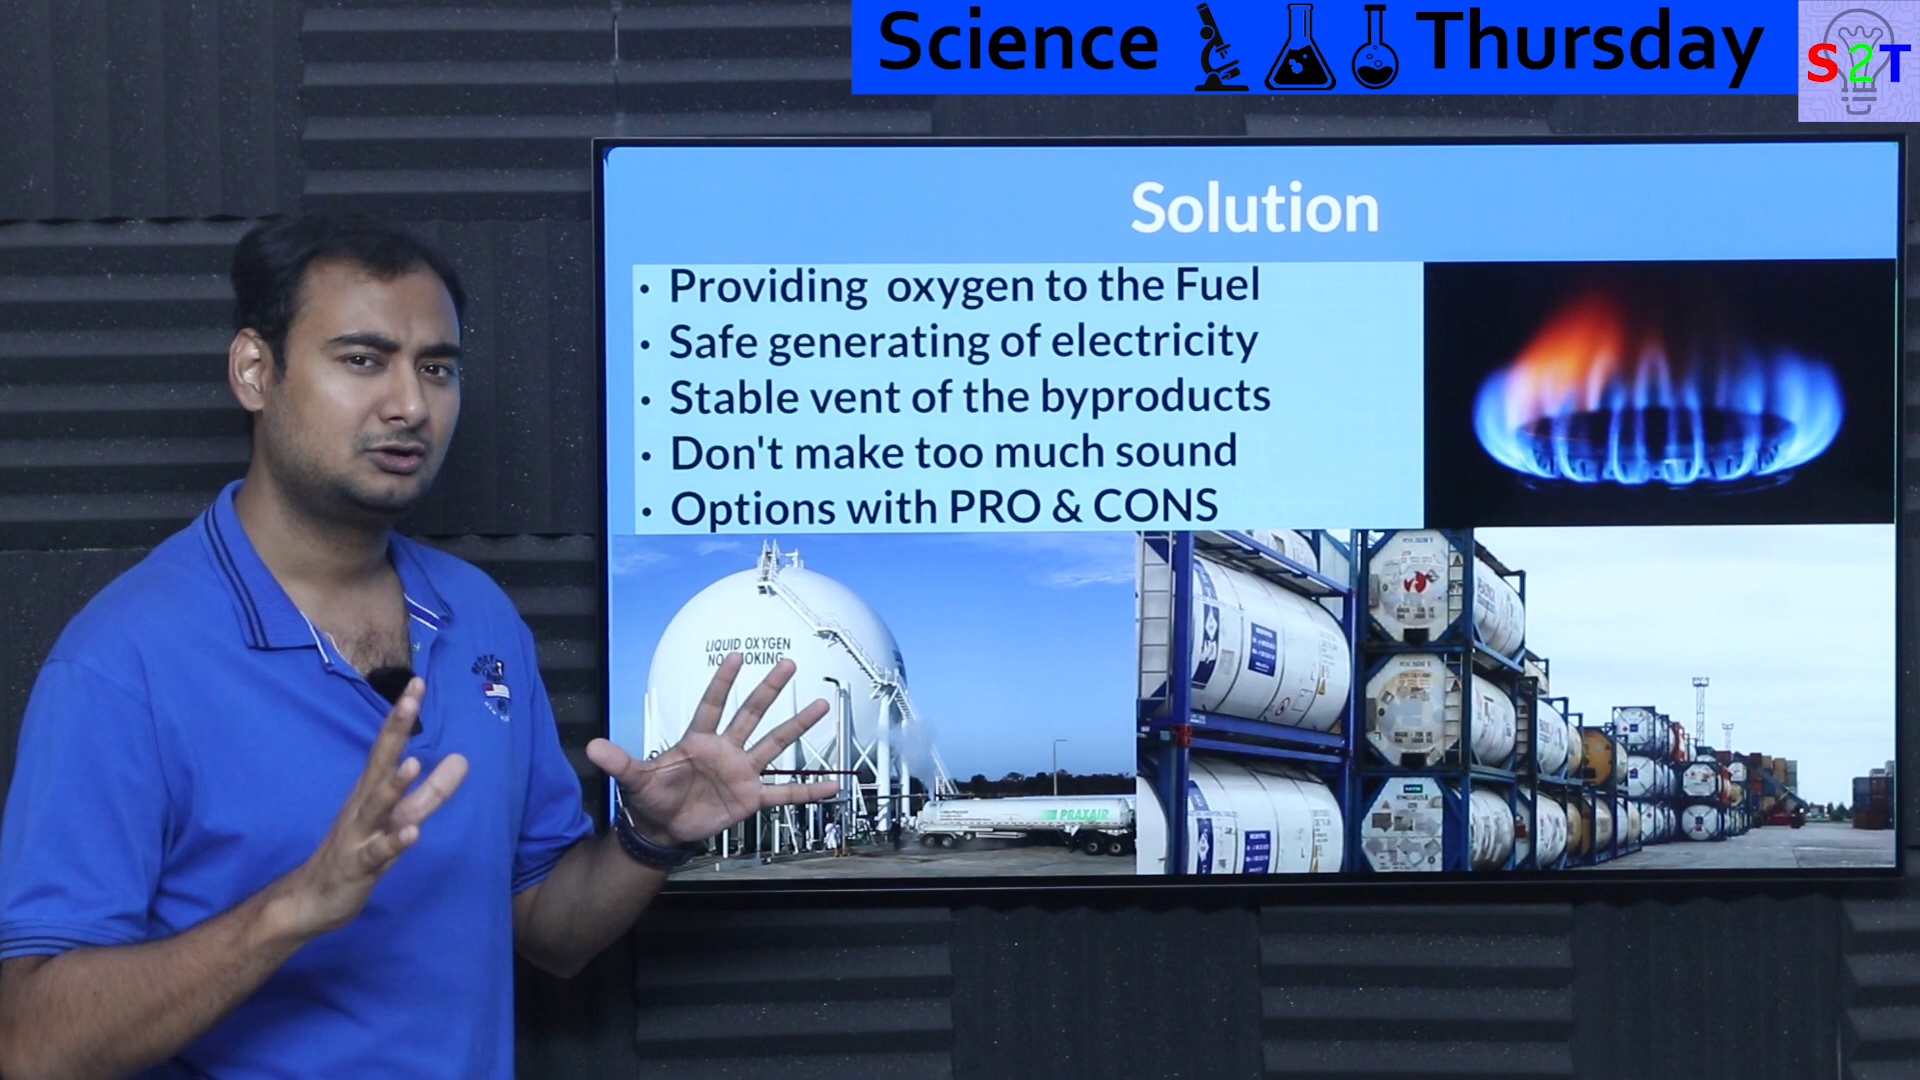 Science Thursday
S2T
Solution
• Providing oxygen to the Fuel
• Safe generating of electricity
• Stable vent of the byproducts
• Don't make too much sound
• Options with PRO & CONS
LIQUID OXYGEN
PRAXAIR